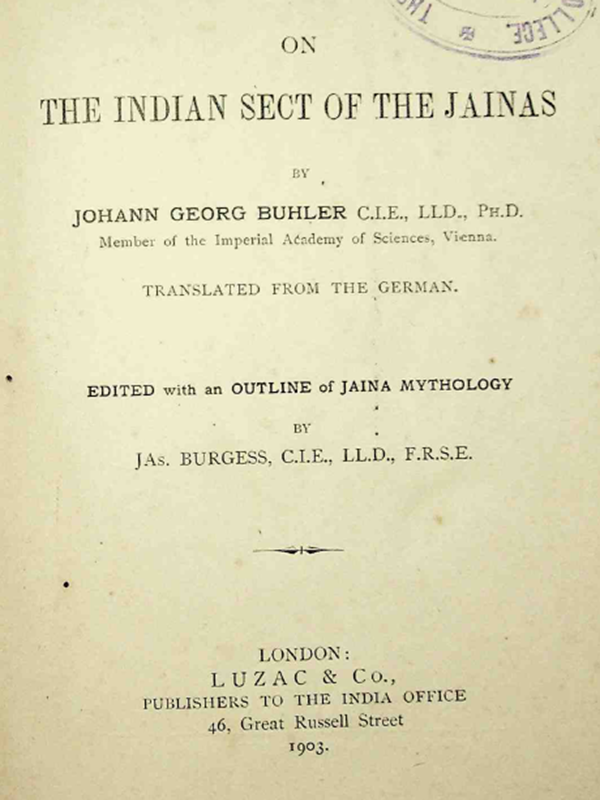 COLLEGE.
ON
THE INDIAN SECT OF THE JAINAS
BY
JOHANN GEORG BUHLER C.I.E., LLD., PH.D.
Member of the Imperial Academy of Sciences, Vienna.
TRANSLATED FROM THE GERMAN.
EDITED with an OUTLINE of JAINA MYTHOLOGY
BY
JAS. BURGESS, C.I.E., LL.D., F.R.S.E.
LONDON:
LUZAC & Co.,
PUBLISHERS TO THE INDIA OFFICE
46, Great Russell Street
1903.